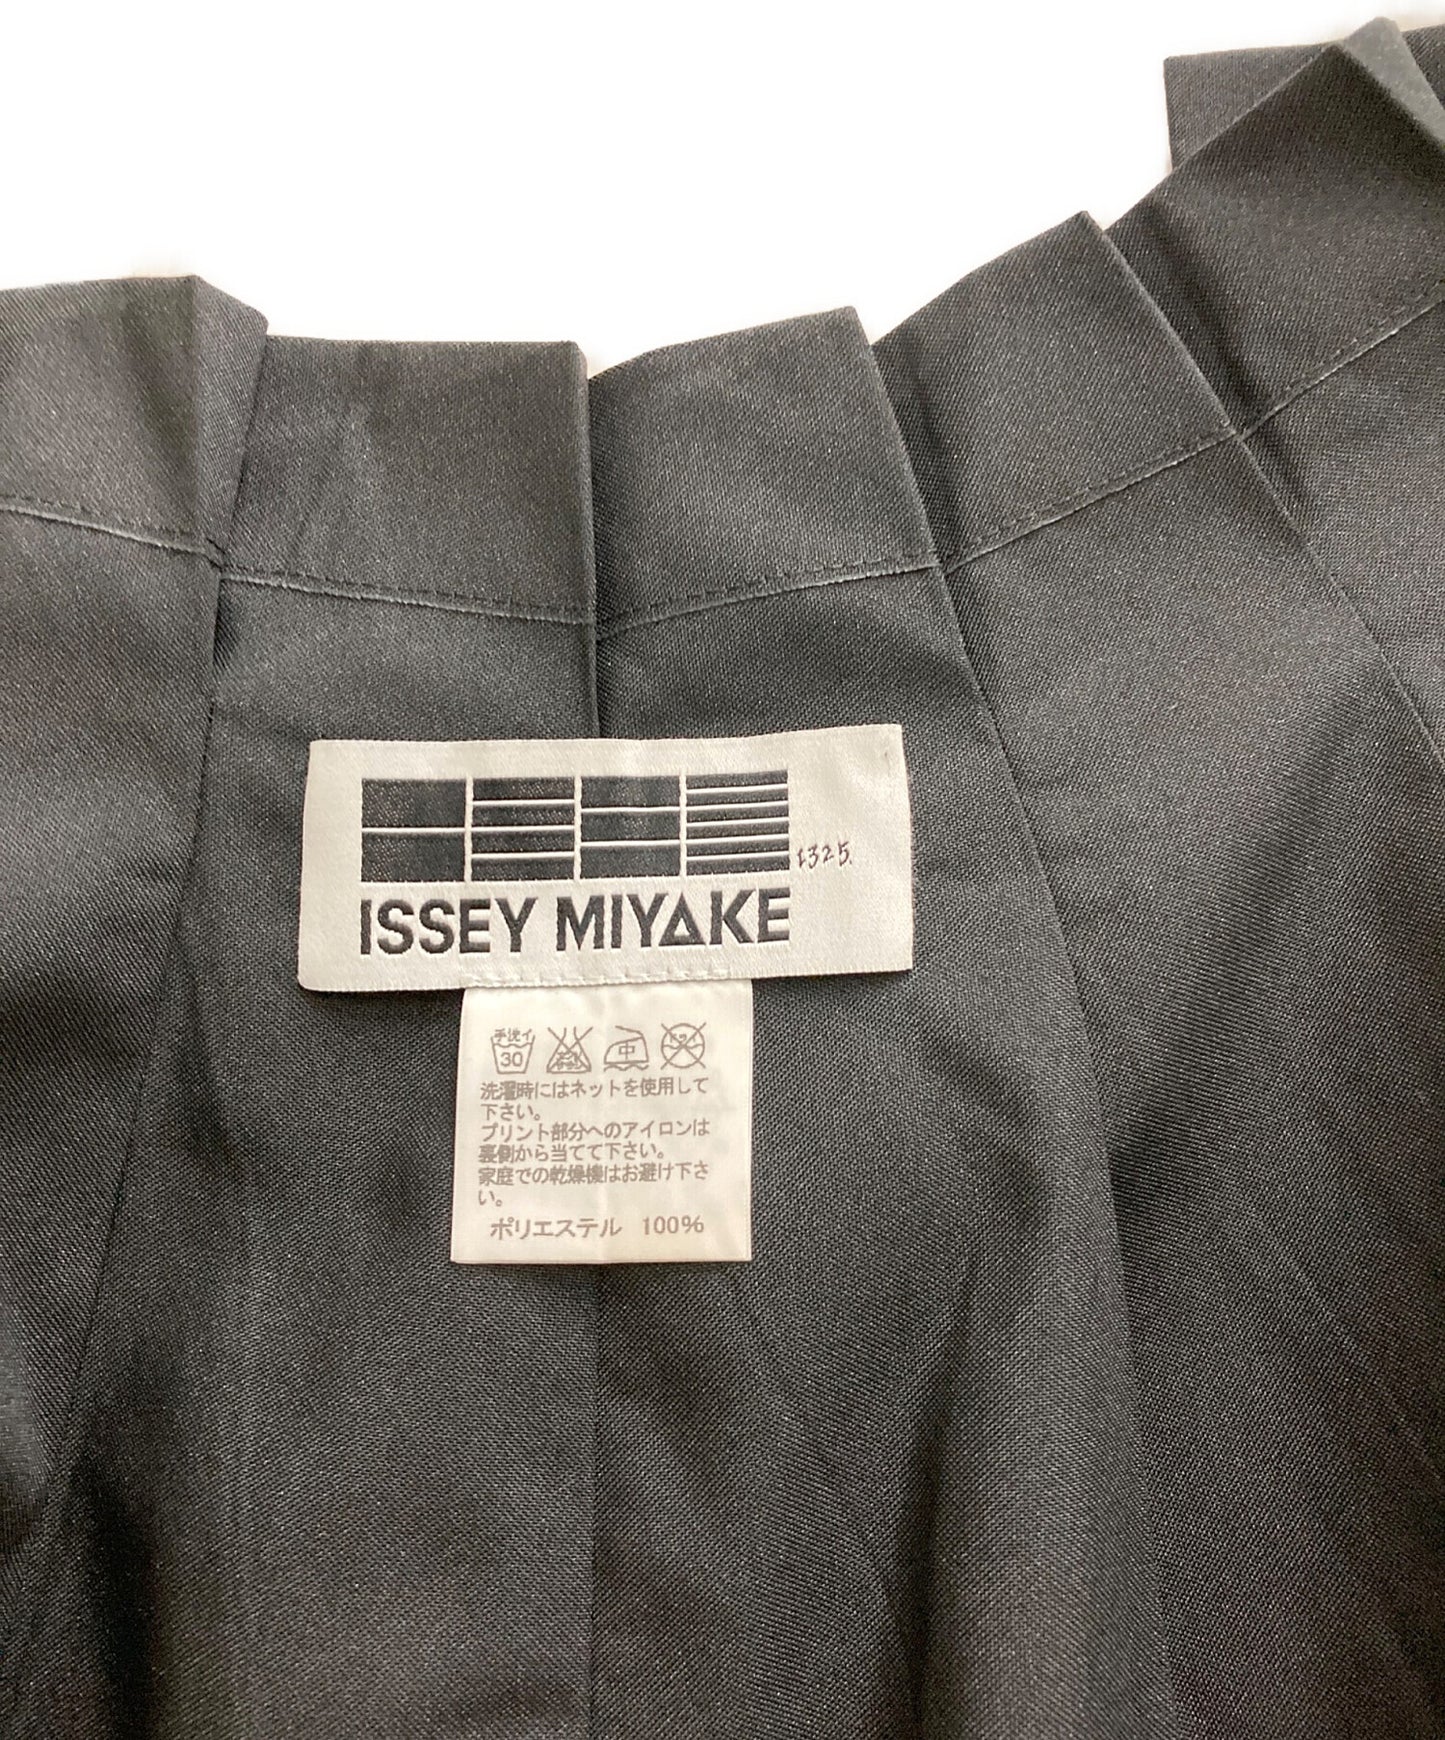 132 5.
ISSEY MIYAKE
手洗イ
30
中
洗濯時にはネットを使用して
下さい。
プリント部分へのアイロンは
裏側から当てて下さい。
家庭での乾燥機はお避け下さ
い。
ポリエステル 100%